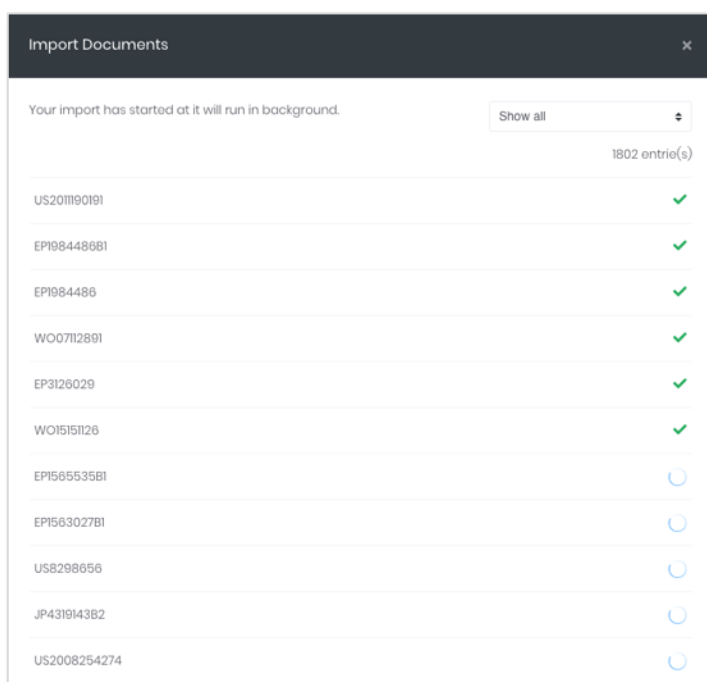 Import Documents ×
Your import has started at it will run in background.
Show all
1802 entrie(s)
US2011190191
EP1984486B1
EP1984486
WO07112891
EP3126029
WO15151126
EP1565535B1
EP1563027B1
US8298656
JP4319143B2
US2008254274